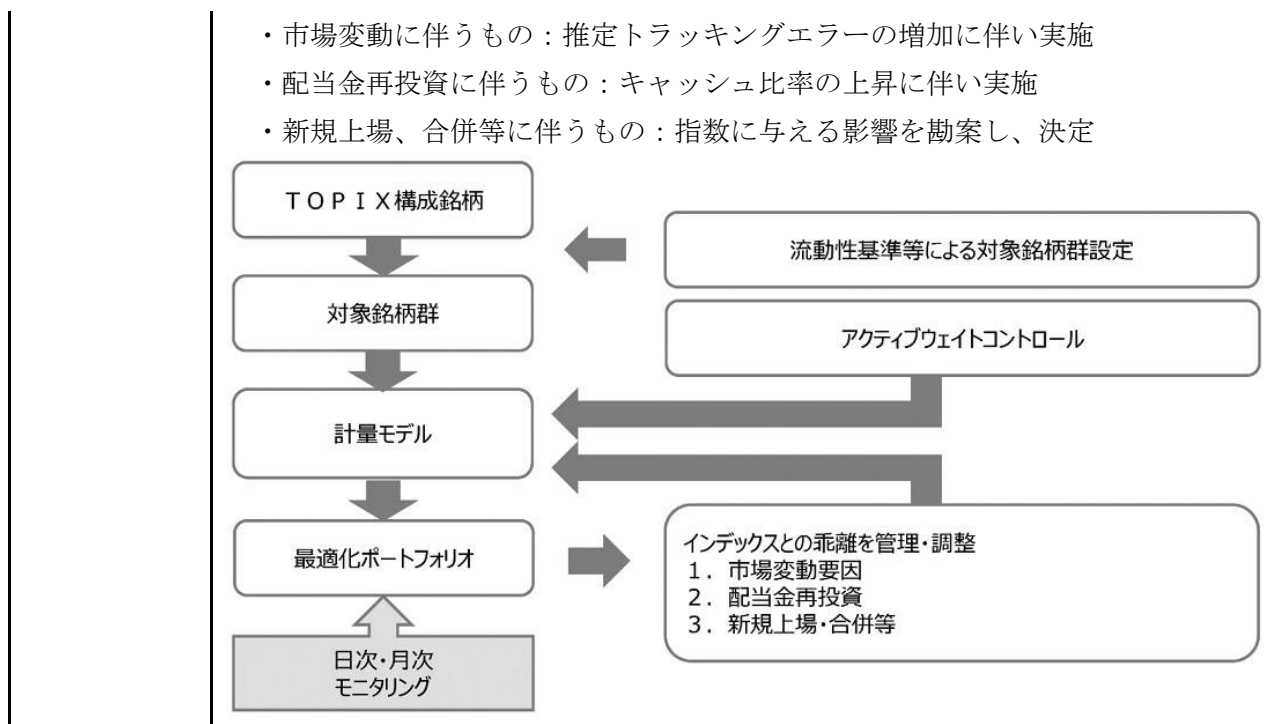 ・市場変動に伴うもの：推定トラッキングエラーの増加に伴い実施
・配当金再投資に伴うもの：キャッシュ比率の上昇に伴い実施
・新規上場、合併等に伴うもの：指数に与える影響を勘案し、決定
ＴＯＰＩＸ構成銘柄
流動性基準等による対象銘柄群設定
対象銘柄群
アクティブウェイトコントロール
計量モデル
最適化ポートフォリオ
インデックスとの乖離を管理・調整
１．市場変動要因
２．配当金再投資
３．新規上場・合併等
日次・月次
モニタリング